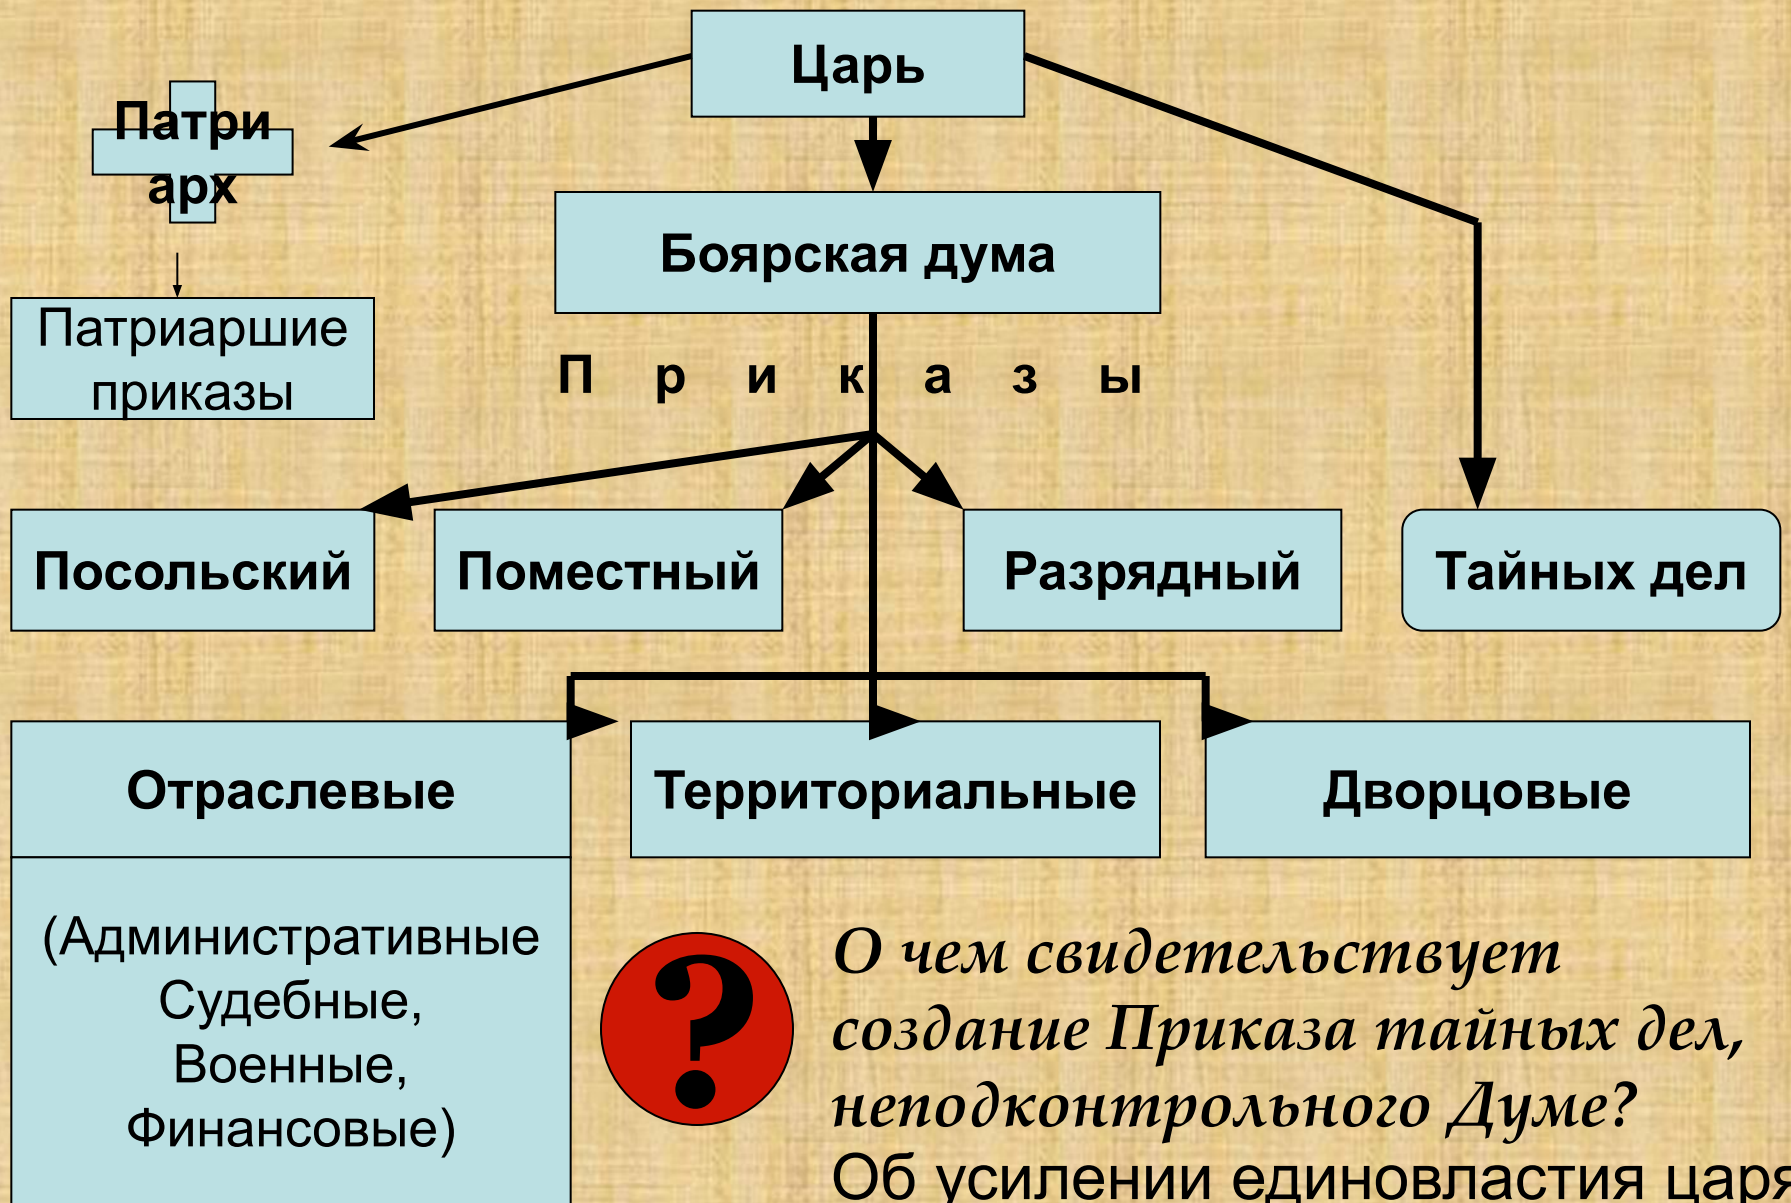 Царь
Патри
арх
Боярская дума
Патриаршие
приказы
П р и к а з ы
Посольский
Поместный
Разрядный
Тайных дел
Отраслевые
Территориальные
Дворцовые
(Административные
Судебные,
Военные,
Финансовые)
?
О чем свидетельствует
создание Приказа тайных дел,
неподконтрольного Думе?
Об усилении единовластия царя